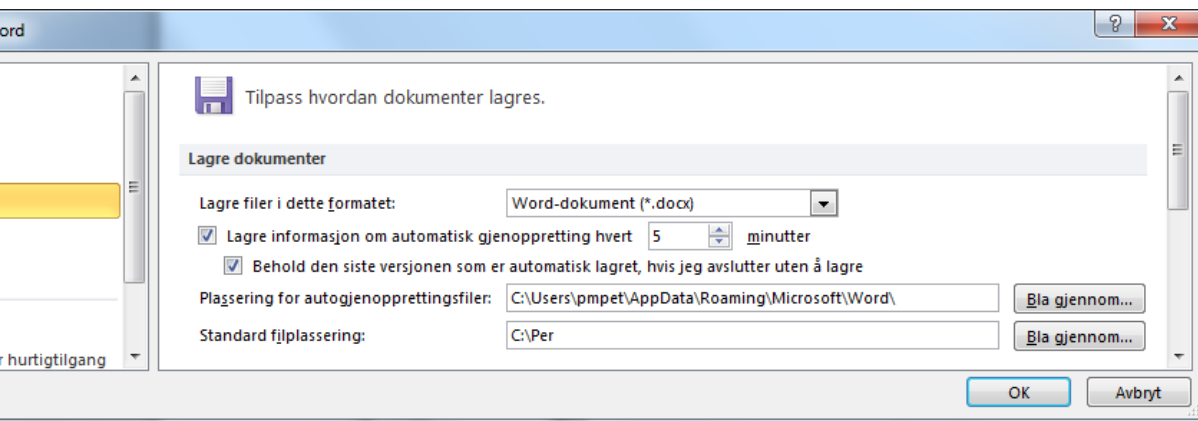 ord
Tilpass hvordan dokumenter lagres.
Lagre dokumenter
Lagre filer i dette formatet: Word-dokument (*.docx)
Lagre informasjon om automatisk gjenoppretting hvert 5 minutter
Behold den siste versjonen som er automatisk lagret, hvis jeg avslutter uten å lagre
Plassering for autogjenopprettingsfiler: C:\Users\pmpet\AppData\Roaming\Microsoft\Word\ Bla gjennom...
Standard filplassering: C:\Per Bla gjennom...
r hurtigtilgang
OK Avbryt